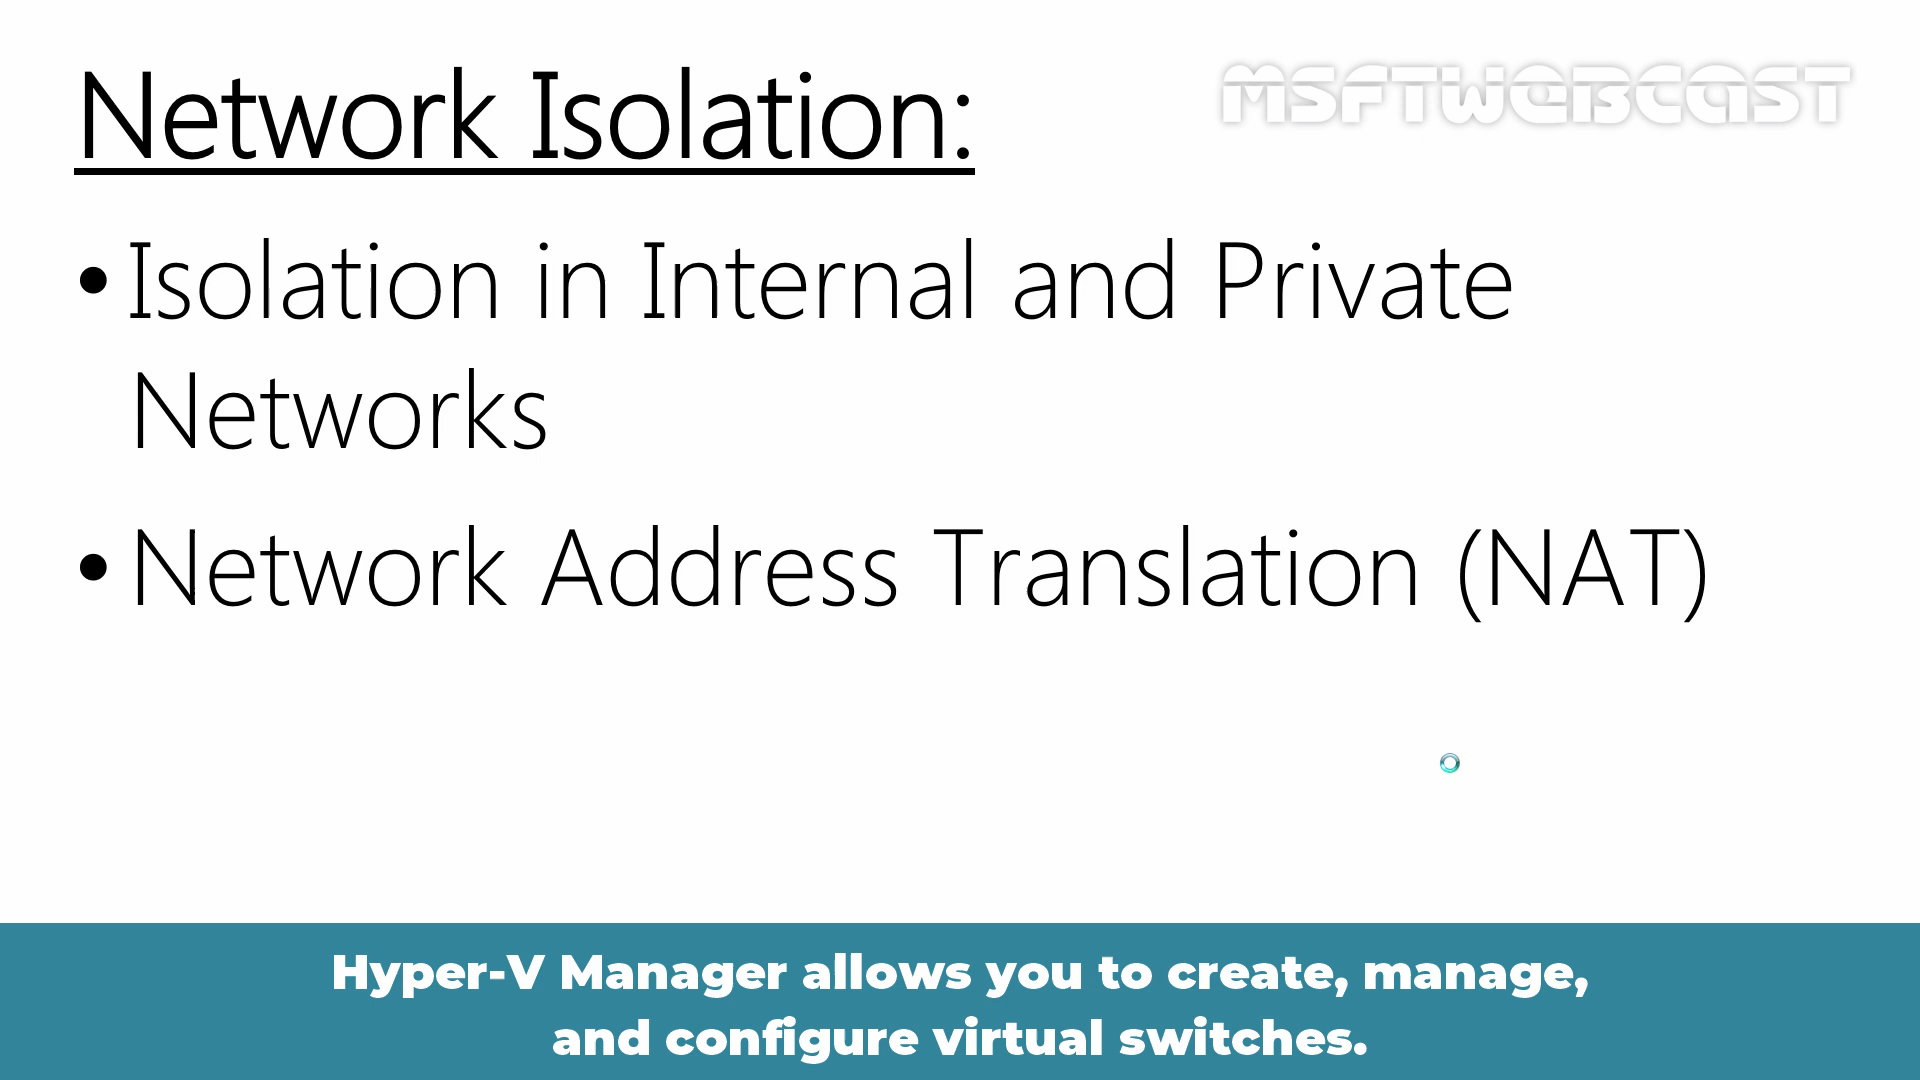 Network Isolation:
MSFTWEBCAST
• Isolation in Internal and Private
Networks
• Network Address Translation (NAT)
Hyper-V Manager allows you to create, manage,
and configure virtual switches.